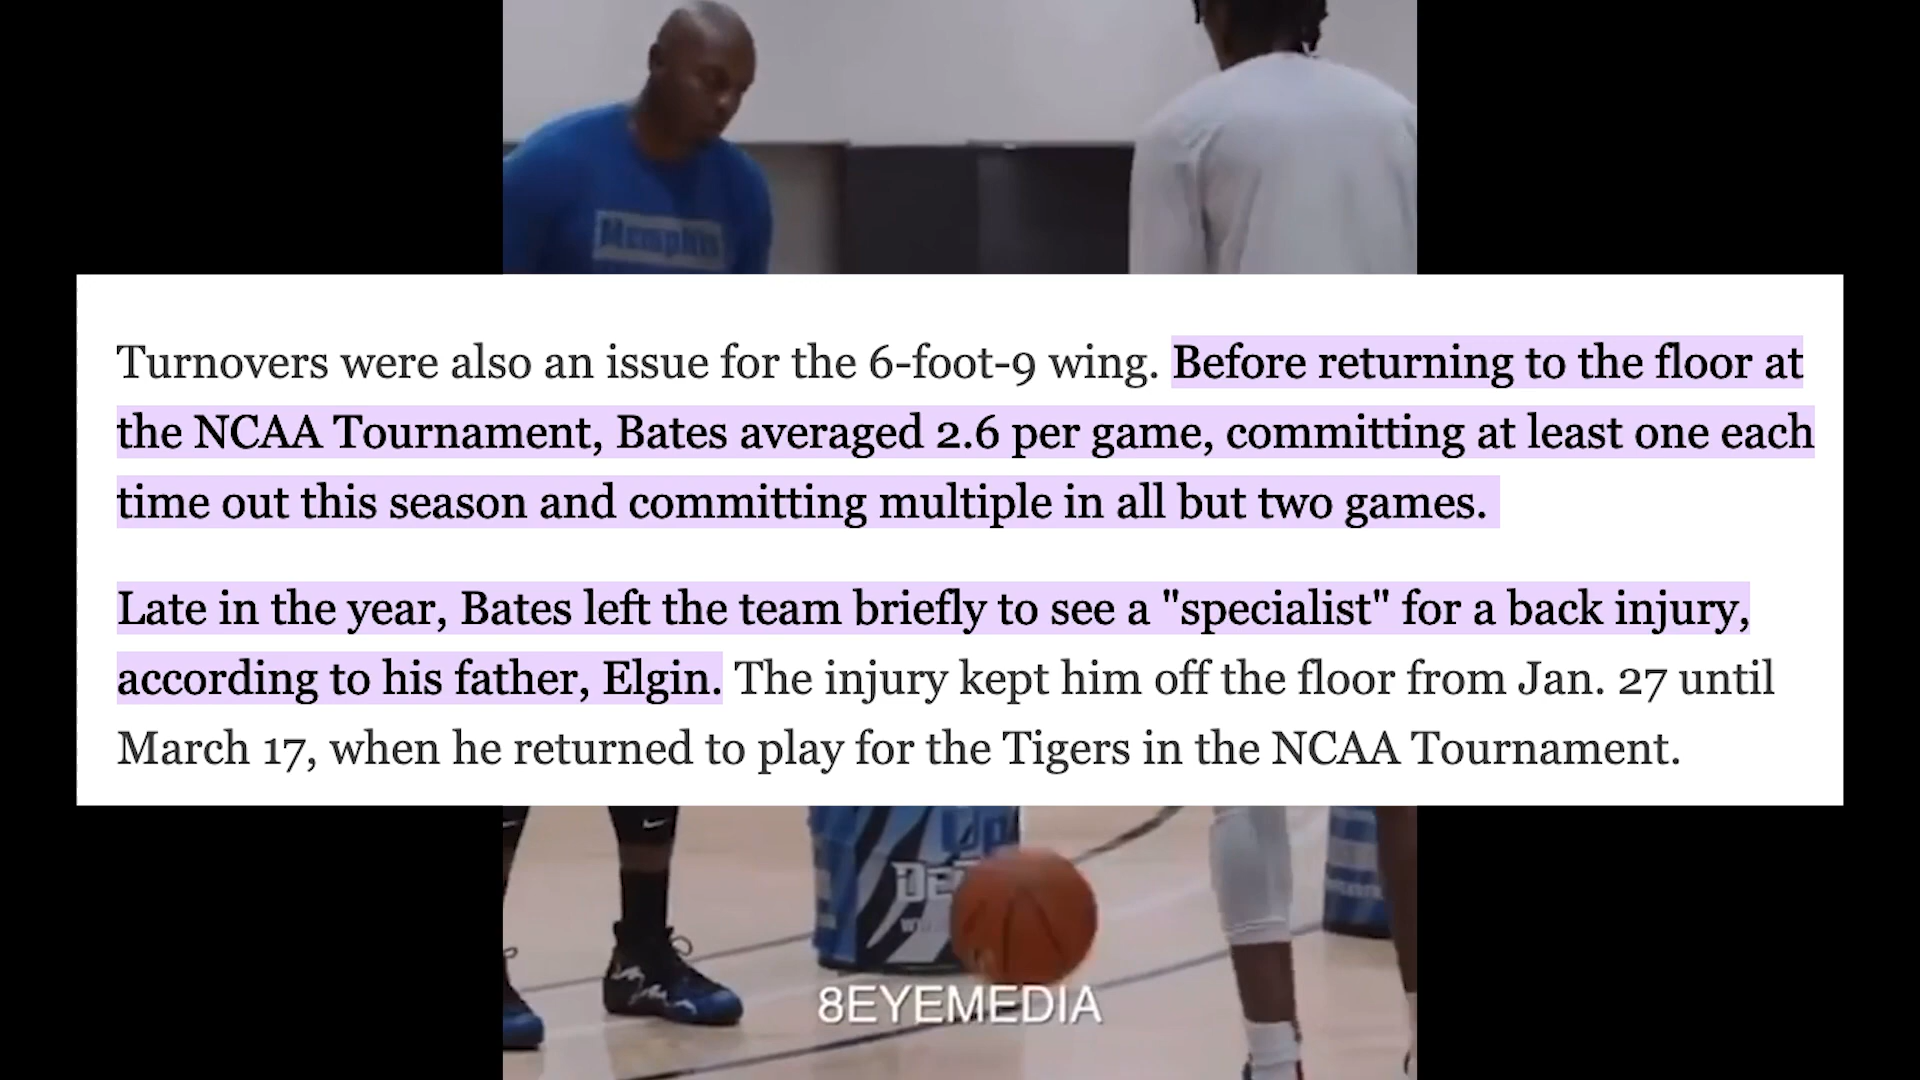 Memphis
Turnovers were also an issue for the 6-foot-9 wing. Before returning to the floor at
the NCAA Tournament, Bates averaged 2.6 per game, committing at least one each
time out this season and committing multiple in all but two games.
Late in the year, Bates left the team briefly to see a "specialist" for a back injury,
according to his father, Elgin. The injury kept him off the floor from Jan. 27 until
March 17, when he returned to play for the Tigers in the NCAA Tournament.
8EYEMEDIA